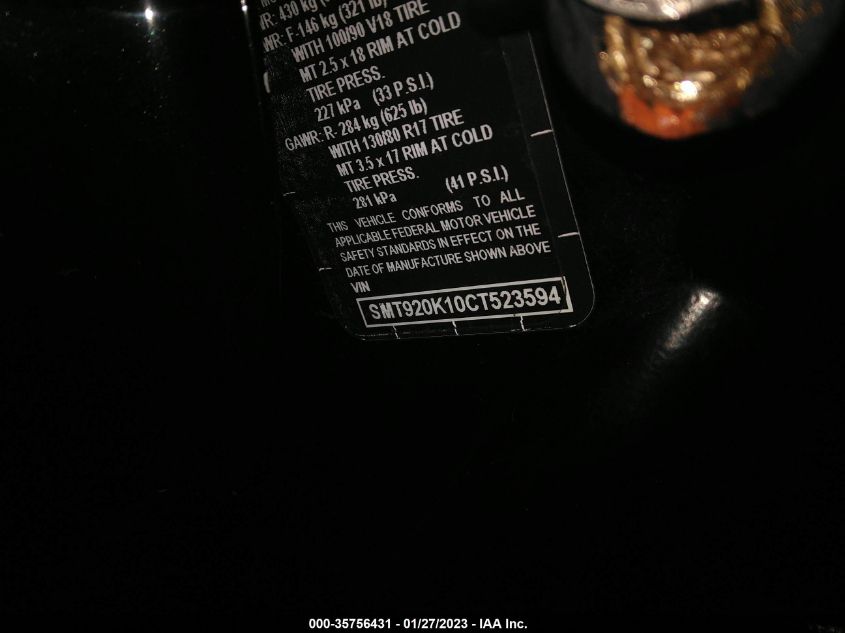 430 kg
F-146 kg (321 lb)
WITH 100/90 V18 TIRE
MT 2.5 x 18 RIM AT COLD
TIRE PRESS.
227 kPa (33 P.S.I.)
GAWR: R- 284 kg (625 lb)
WITH 130/80 R17 TIRE
MT 3.5 x 17 RIM AT COLD
TIRE PRESS.
281 kPa (41 P.S.I.)
THIS VEHICLE CONFORMS TO ALL
APPLICABLE FEDERAL MOTOR VEHICLE
SAFETY STANDARDS IN EFFECT ON THE
DATE OF MANUFACTURE SHOWN ABOVE
VIN
SMT920K10CT523594
000-35756431 - 01/27/2023 - IAA Inc.